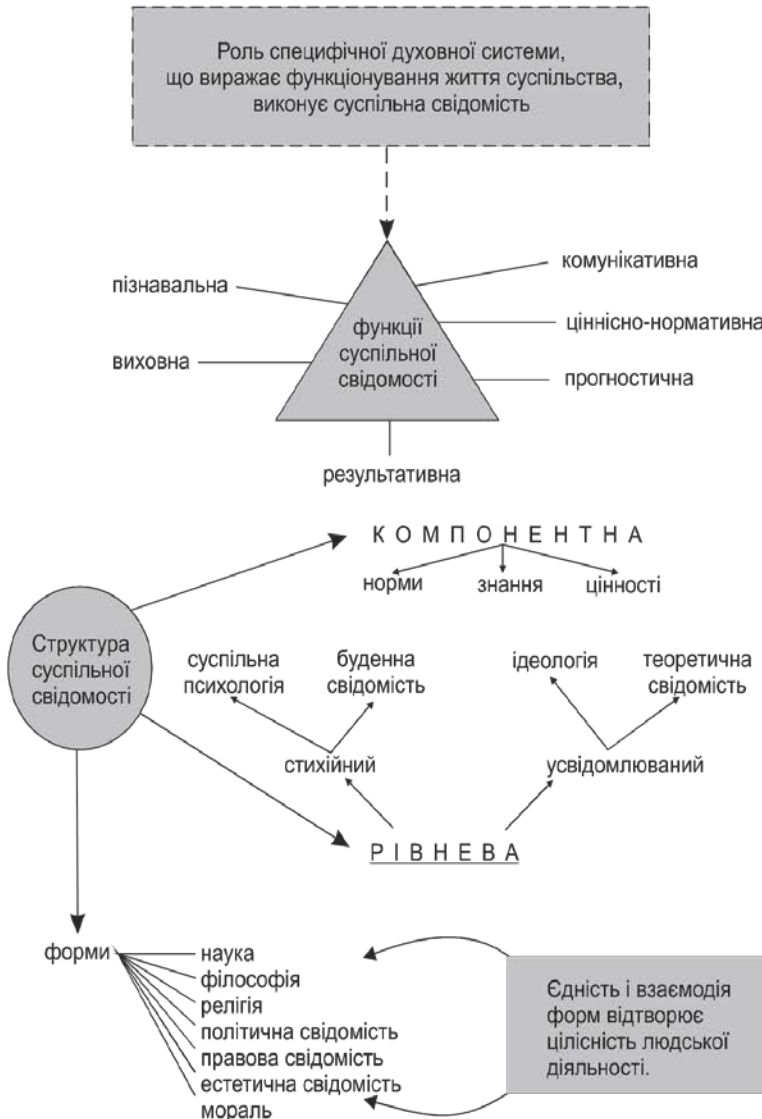 Роль специфічної духовної системи,
що виражає функціонування життя суспільства,
виконує суспільна свідомість
комунікативна
пізнавальна
функції
суспільної
свідомості
ціннісно-нормативна
виховна
прогностична
результативна
КОМПОНЕНТНА
норми знання цінності
Структура
суспільної
свідомості
суспільна
психологія
буденна
свідомість
ідеологія
теоретична
свідомість
стихійний
усвідомлюваний
РІВНЕВА
форми
наука
філософія
релігія
політична свідомість
правова свідомість
естетична свідомість
мораль
Єдність і взаємодія
форм відтворює
цілісність людської
діяльності.